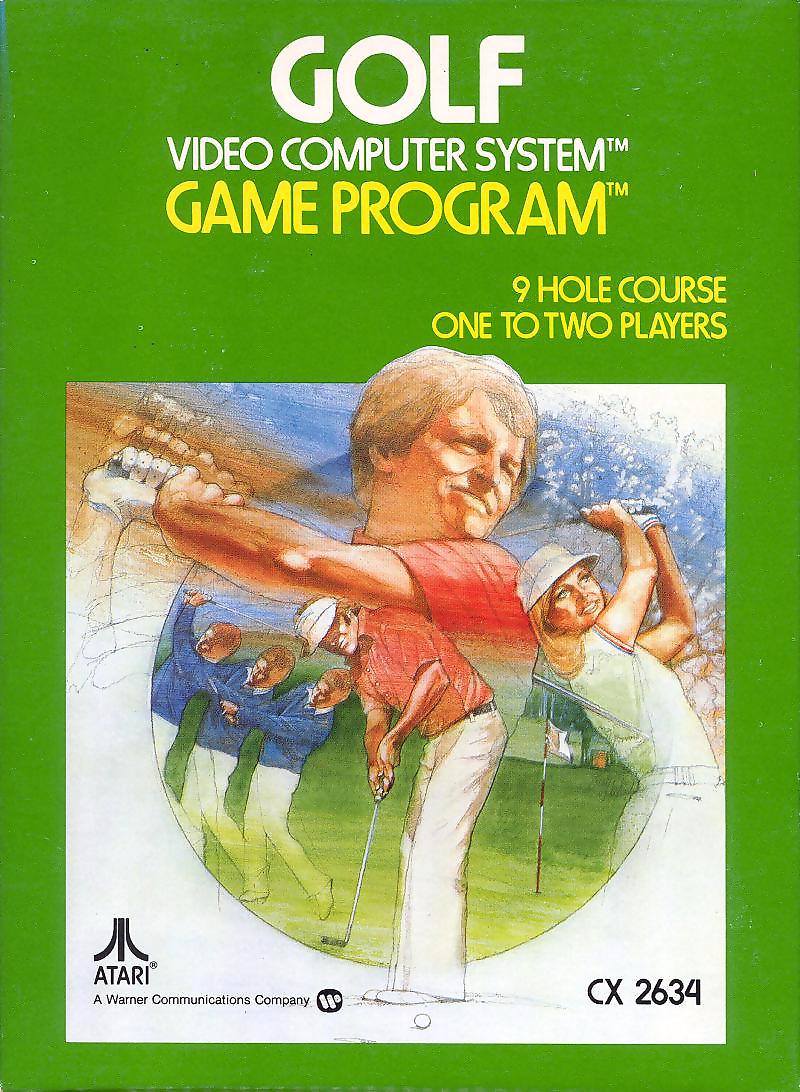 GOLF
VIDEO COMPUTER SYSTEM™
GAME PROGRAM™
9 HOLE COURSE
ONE TO TWO PLAYERS
ATARI®
A Warner Communications Company
CX 2634